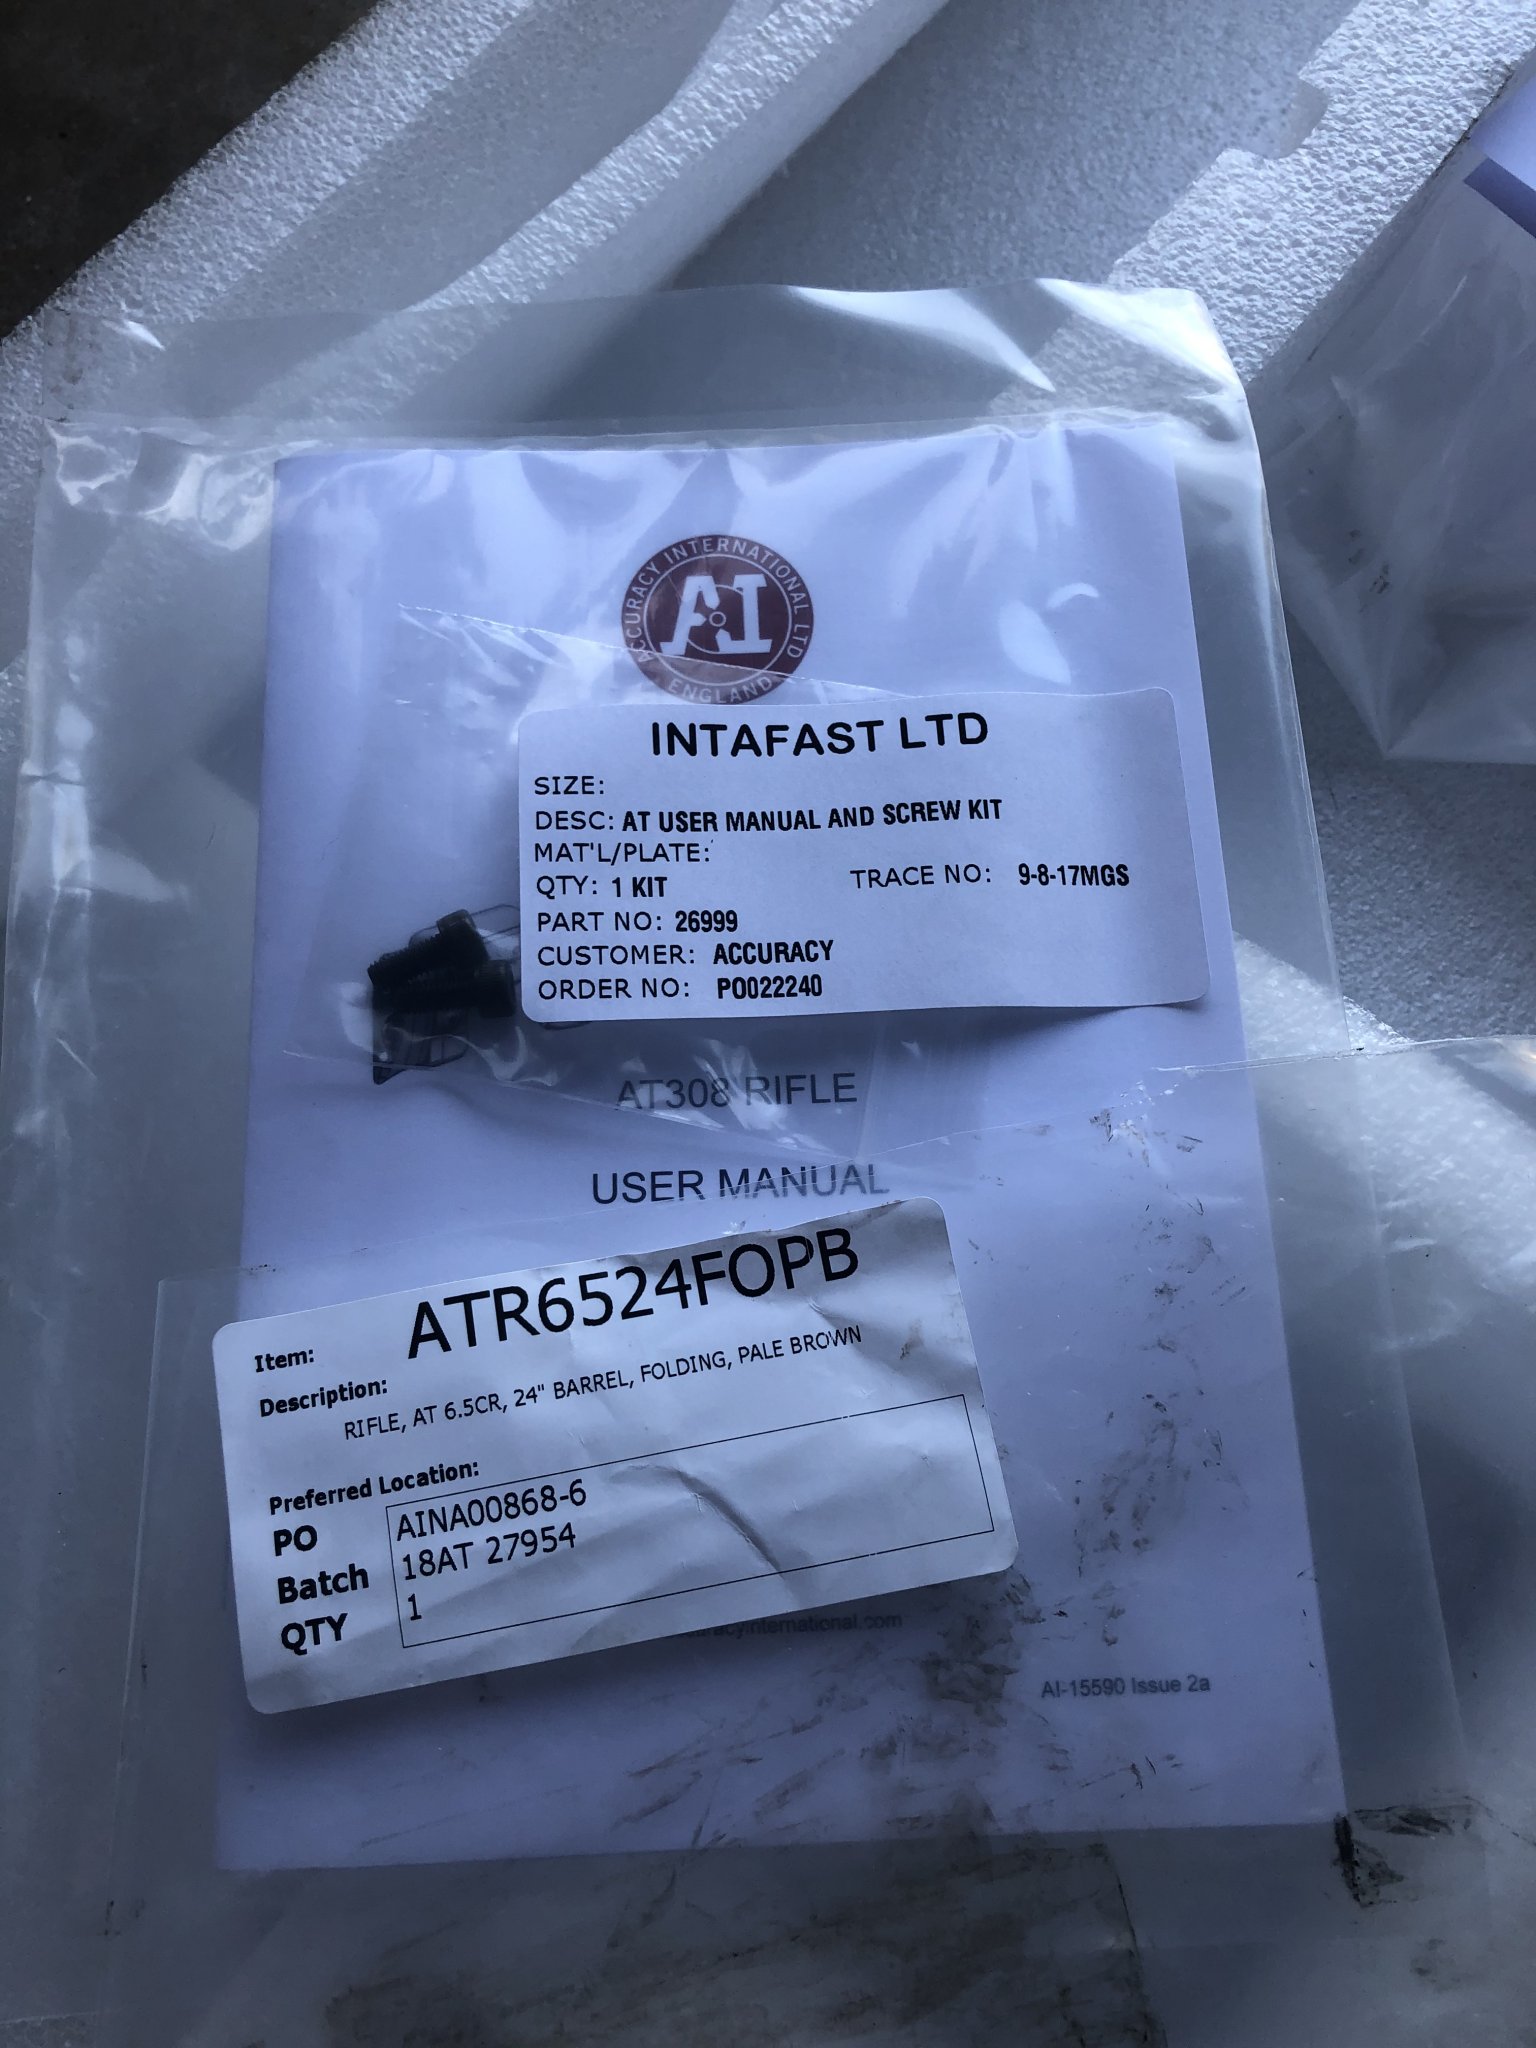 ACCURACY INTERNATIONAL LTD
AI
ENGLAND
INTAFAST LTD
SIZE:
DESC: AT USER MANUAL AND SCREW KIT
MAT'L/PLATE:
QTY: 1 KIT TRACE NO: 9-8-17MGS
PART NO: 26999
CUSTOMER: ACCURACY
ORDER NO: PO022240
AT308 RIFLE
USER MANUAL
Item: ATR6524FOPB
Description:
RIFLE, AT 6.5CR, 24" BARREL, FOLDING, PALE BROWN
Preferred Location:
PO AINA00868-6
Batch 18AT 27954
QTY 1
AI-15590 Issue 2a